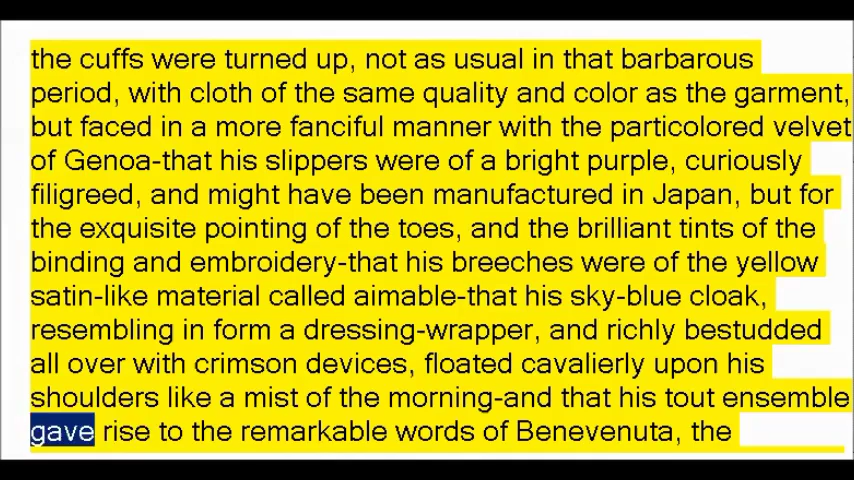 the cuffs were turned up, not as usual in that barbarous
period, with cloth of the same quality and color as the garment,
but faced in a more fanciful manner with the particolored velvet
of Genoa-that his slippers were of a bright purple, curiously
filigreed, and might have been manufactured in Japan, but for
the exquisite pointing of the toes, and the brilliant tints of the
binding and embroidery-that his breeches were of the yellow
satin-like material called aimable-that his sky-blue cloak,
resembling in form a dressing-wrapper, and richly bestudded
all over with crimson devices, floated cavalierly upon his
shoulders like a mist of the morning-and that his tout ensemble
gave rise to the remarkable words of Benevenuta, the